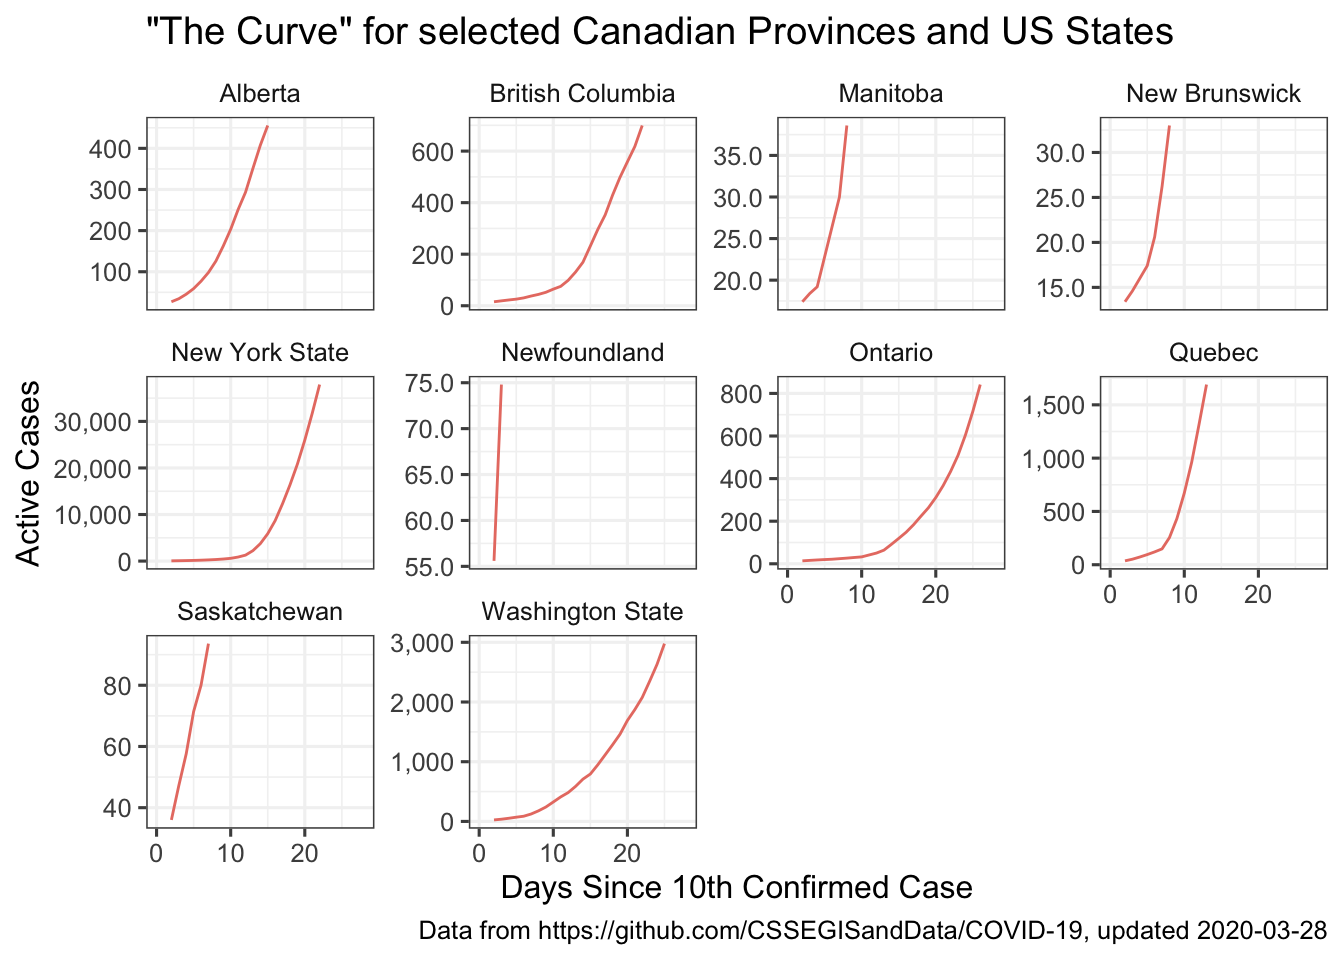 "The Curve" for selected Canadian Provinces and US States
Alberta
British Columbia
Manitoba
New Brunswick
400
300
200
100
600
400
200
0
35.0
30.0
25.0
20.0
30.0
25.0
20.0
15.0
New York State
Newfoundland
Ontario
Quebec
Active Cases
30,000
20,000
10,000
0
75.0
70.0
65.0
60.0
55.0
800
600
400
200
0
1,500
1,000
500
0
0 10 20
0 10 20
Saskatchewan
Washington State
80
60
40
3,000
2,000
1,000
0
0 10 20
0 10 20
Days Since 10th Confirmed Case
Data from https://github.com/CSSEGISandData/COVID-19, updated 2020-03-28